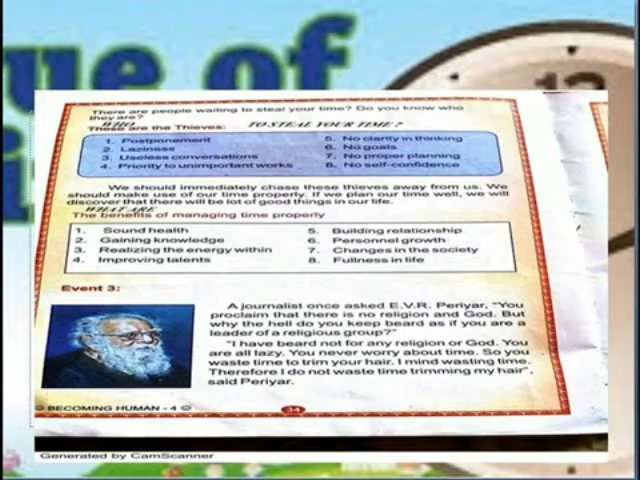 ue of
12
There are people waiting to steal your time? Do you know who
they are?
WHO TO STEAL YOUR TIME ?
These are the Thieves:
1. Postponement
2. Laziness
3. Useless conversations
4. Priority to unimportant works
5. No clarity in thinking
6. No goals
7. No proper planning
8. No self-confidence
We should immediately chase these thieves away from us. We
should make use of our time properly. If we plan our time well, we will
discover that there will be lot of good things in our life.
WHAT ARE
The benefits of managing time properly
1. Sound health
2. Gaining knowledge
3. Realizing the energy within
4. Improving talents
5. Building relationship
6. Personnel growth
7. Changes in the society
8. Fullness in life
Event 3:
A journalist once asked E.V.R. Periyar, "You
proclaim that there is no religion and God. But
why the hell do you keep beard as if you are a
leader of a religious group?"
"I have beard not for any religion or God. You
are all lazy. You never worry about time. So you
waste time to trim your hair. I mind wasting time.
Therefore I do not waste time trimming my hair",
said Periyar.
BECOMING HUMAN - 4
34
Generated by CamScanner